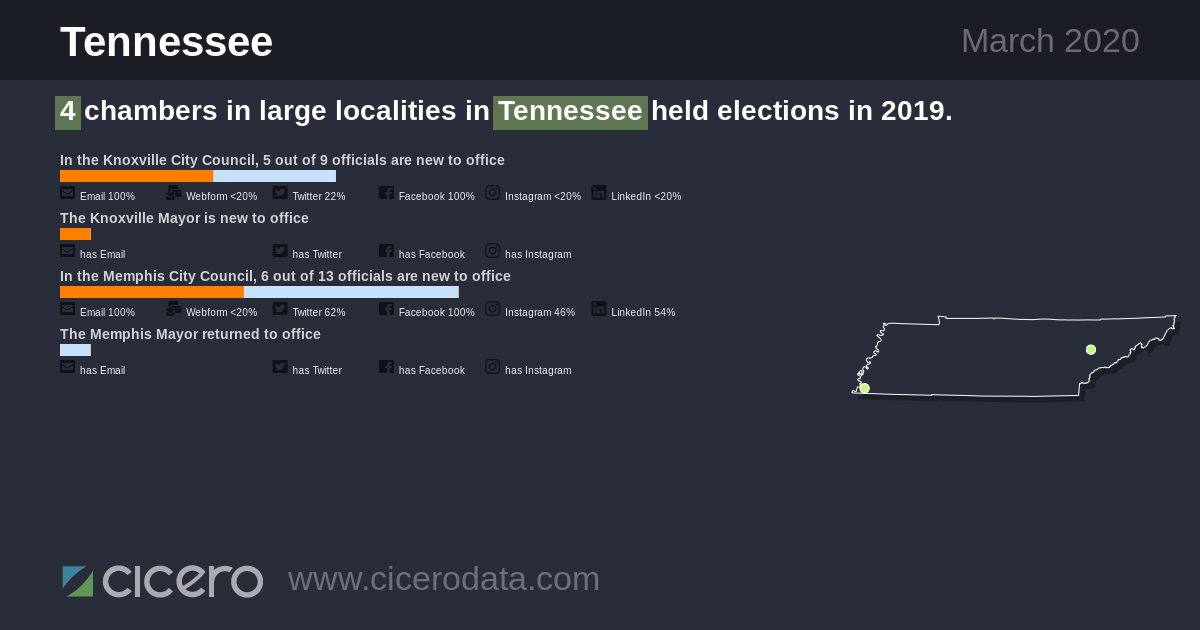 Tennessee
March 2020
4 chambers in large localities in Tennessee held elections in 2019.
In the Knoxville City Council, 5 out of 9 officials are new to office
Email 100% Webform <20% Twitter 22% Facebook 100% Instagram <20% LinkedIn <20%
The Knoxville Mayor is new to office
has Email has Twitter has Facebook has Instagram
In the Memphis City Council, 6 out of 13 officials are new to office
Email 100% Webform <20% Twitter 62% Facebook 100% Instagram 46% LinkedIn 54%
The Memphis Mayor returned to office
has Email has Twitter has Facebook has Instagram
cicero www.cicerodata.com